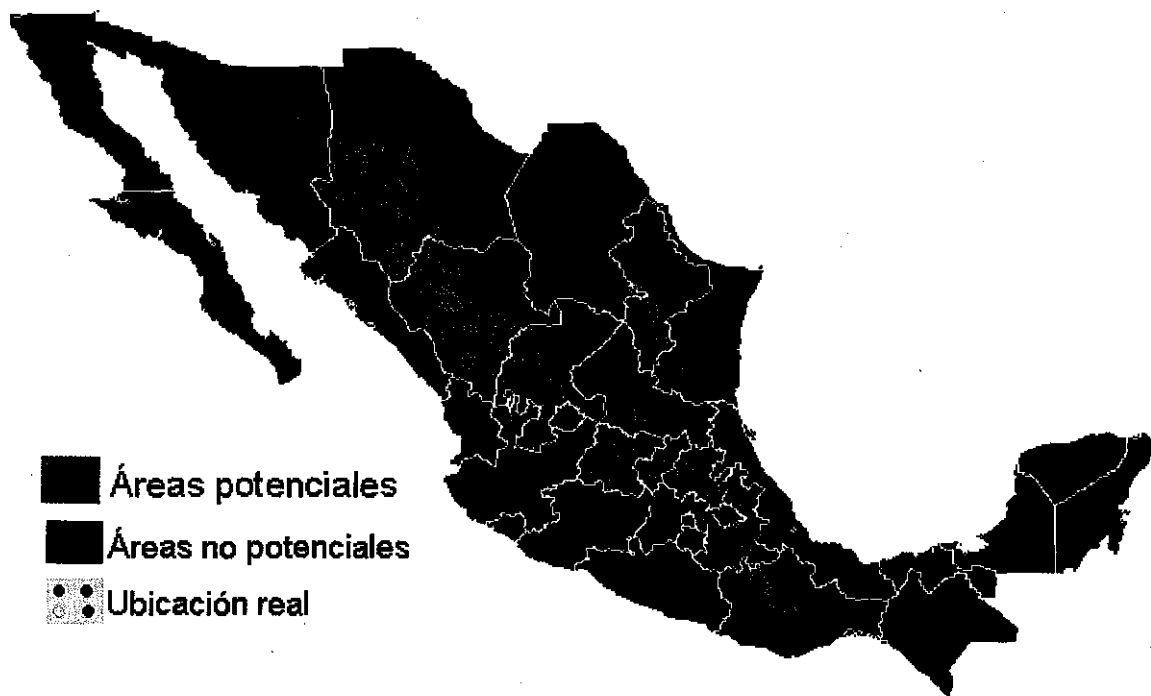 Áreas potenciales
Áreas no potenciales
Ubicación real